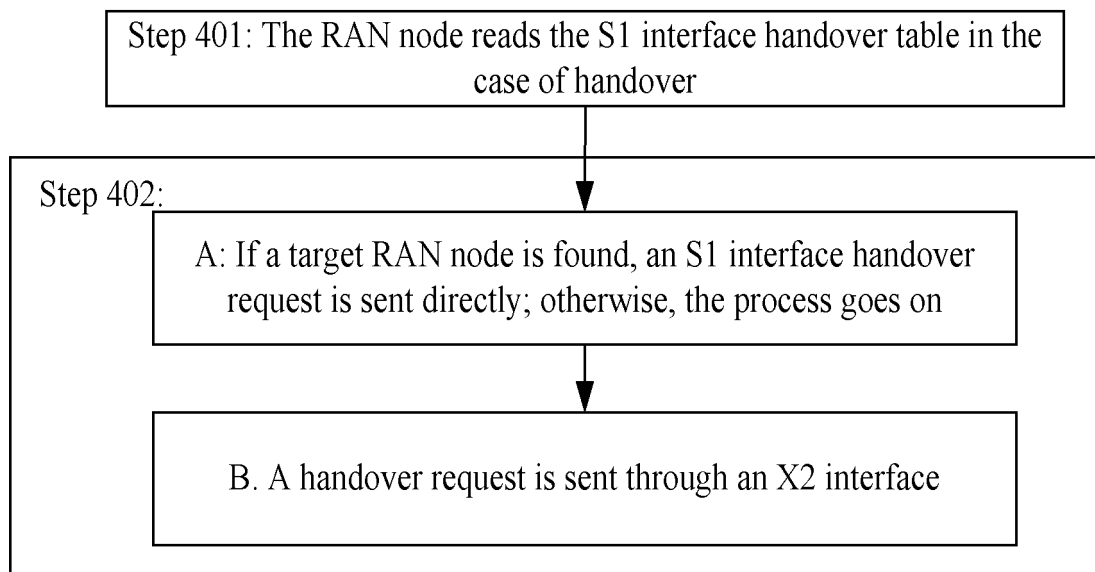 Step 401: The RAN node reads the S1 interface handover table in the
case of handover
Step 402:
A: If a target RAN node is found, an S1 interface handover
request is sent directly; otherwise, the process goes on
B. A handover request is sent through an X2 interface